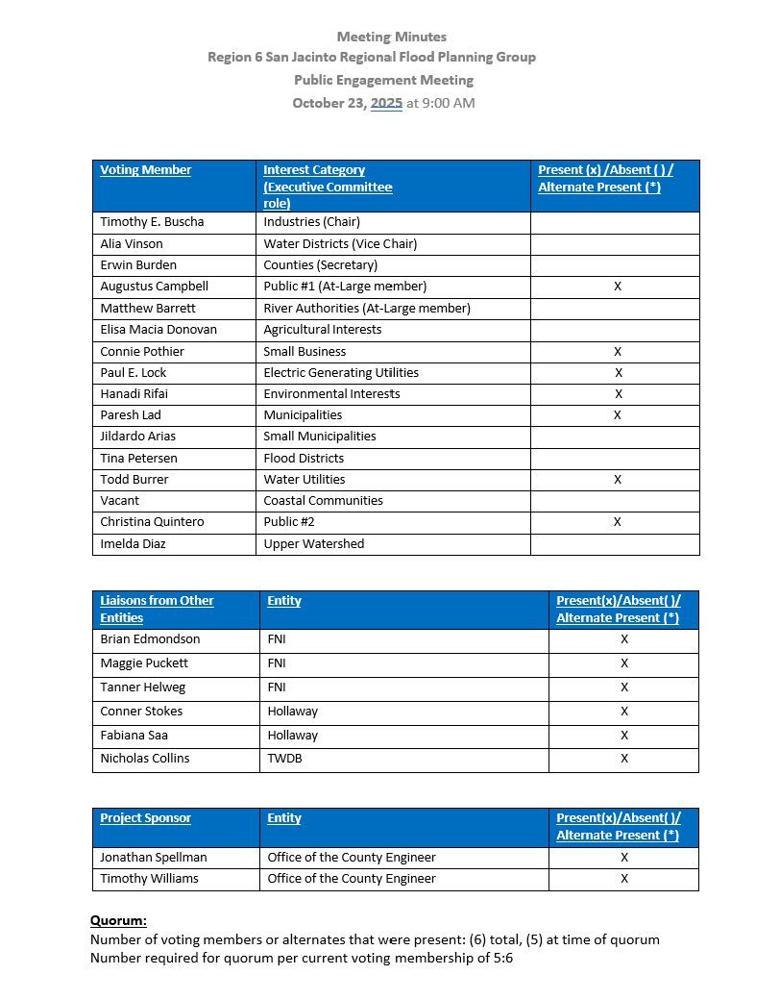 Meeting Minutes
Region 6 San Jacinto Regional Flood Planning Group
Public Engagement Meeting
October 23, 2025 at 9:00 AM
Voting Member Interest Category (Executive Committee role) Present (x) /Absent ( ) / Alternate Present (*)
Timothy E. Buscha Industries (Chair)
Alia Vinson Water Districts (Vice Chair)
Erwin Burden Counties (Secretary)
Augustus Campbell Public #1 (At-Large member) X
Matthew Barrett River Authorities (At-Large member)
Elisa Macia Donovan Agricultural Interests
Connie Pothier Small Business X
Paul E. Lock Electric Generating Utilities X
Hanadi Rifai Environmental Interests X
Paresh Lad Municipalities X
Jildardo Arias Small Municipalities
Tina Petersen Flood Districts
Todd Burrer Water Utilities X
Vacant Coastal Communities
Christina Quintero Public #2 X
Imelda Diaz Upper Watershed
Liaisons from Other Entities Entity Present(x)/Absent( )/ Alternate Present (*)
Brian Edmondson FNI X
Maggie Puckett FNI X
Tanner Helweg FNI X
Conner Stokes Hollaway X
Fabiana Saa Hollaway X
Nicholas Collins TWDB X
Project Sponsor Entity Present(x)/Absent( )/ Alternate Present (*)
Jonathan Spellman Office of the County Engineer X
Timothy Williams Office of the County Engineer X
Quorum:
Number of voting members or alternates that were present: (6) total, (5) at time of quorum
Number required for quorum per current voting membership of 5:6